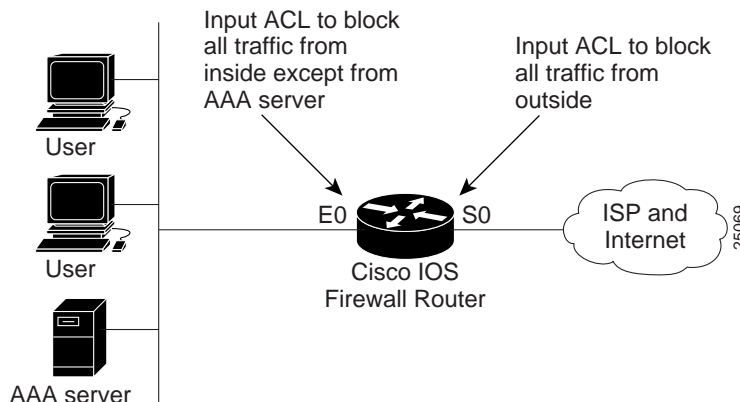 Input ACL to block
all traffic from
inside except from
AAA server
Input ACL to block
all traffic from
outside
User
User
AAA server
E0
S0
Cisco IOS
Firewall Router
ISP and
Internet
25069